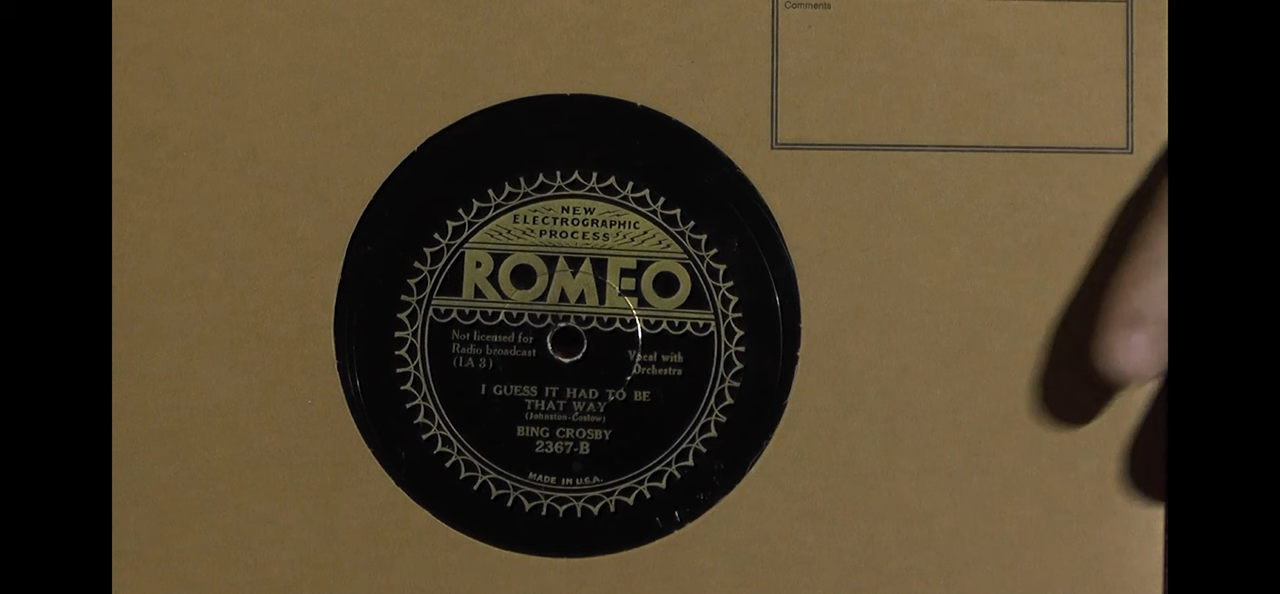 Comments
NEW
ELECTROGRAPHIC
PROCESS
ROMEO
Not licensed for
Radio broadcast
(LA 3)
Vocal with
Orchestra
I GUESS IT HAD TO BE
THAT WAY
(Johnston-Coslow)
BING CROSBY
2367-B
MADE IN U.S.A.